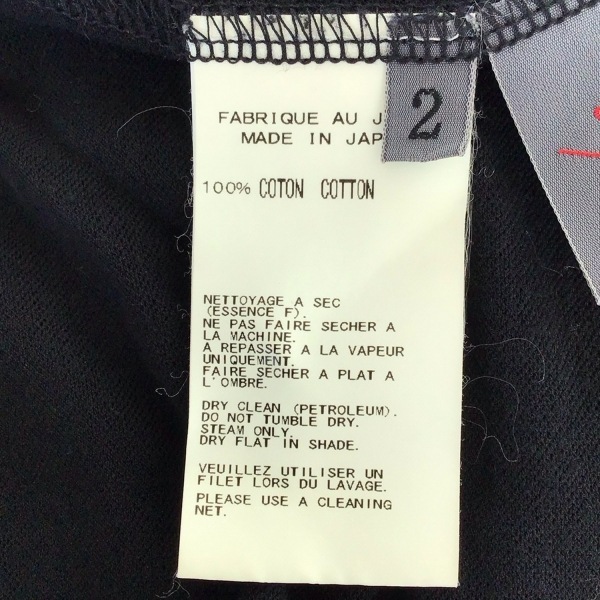 2
FABRIQUE AU J
MADE IN JAP
100% COTON COTTON
NETTOYAGE A SEC
(ESSENCE F).
NE PAS FAIRE SECHER A
LA MACHINE.
A REPASSER A LA VAPEUR
UNIQUEMENT.
FAIRE SECHER A PLAT A
L'OMBRE.
DRY CLEAN (PETROLEUM).
DO NOT TUMBLE DRY.
STEAM ONLY.
DRY FLAT IN SHADE.
VEUILLEZ UTILISER UN
FILET LORS DU LAVAGE.
PLEASE USE A CLEANING
NET.